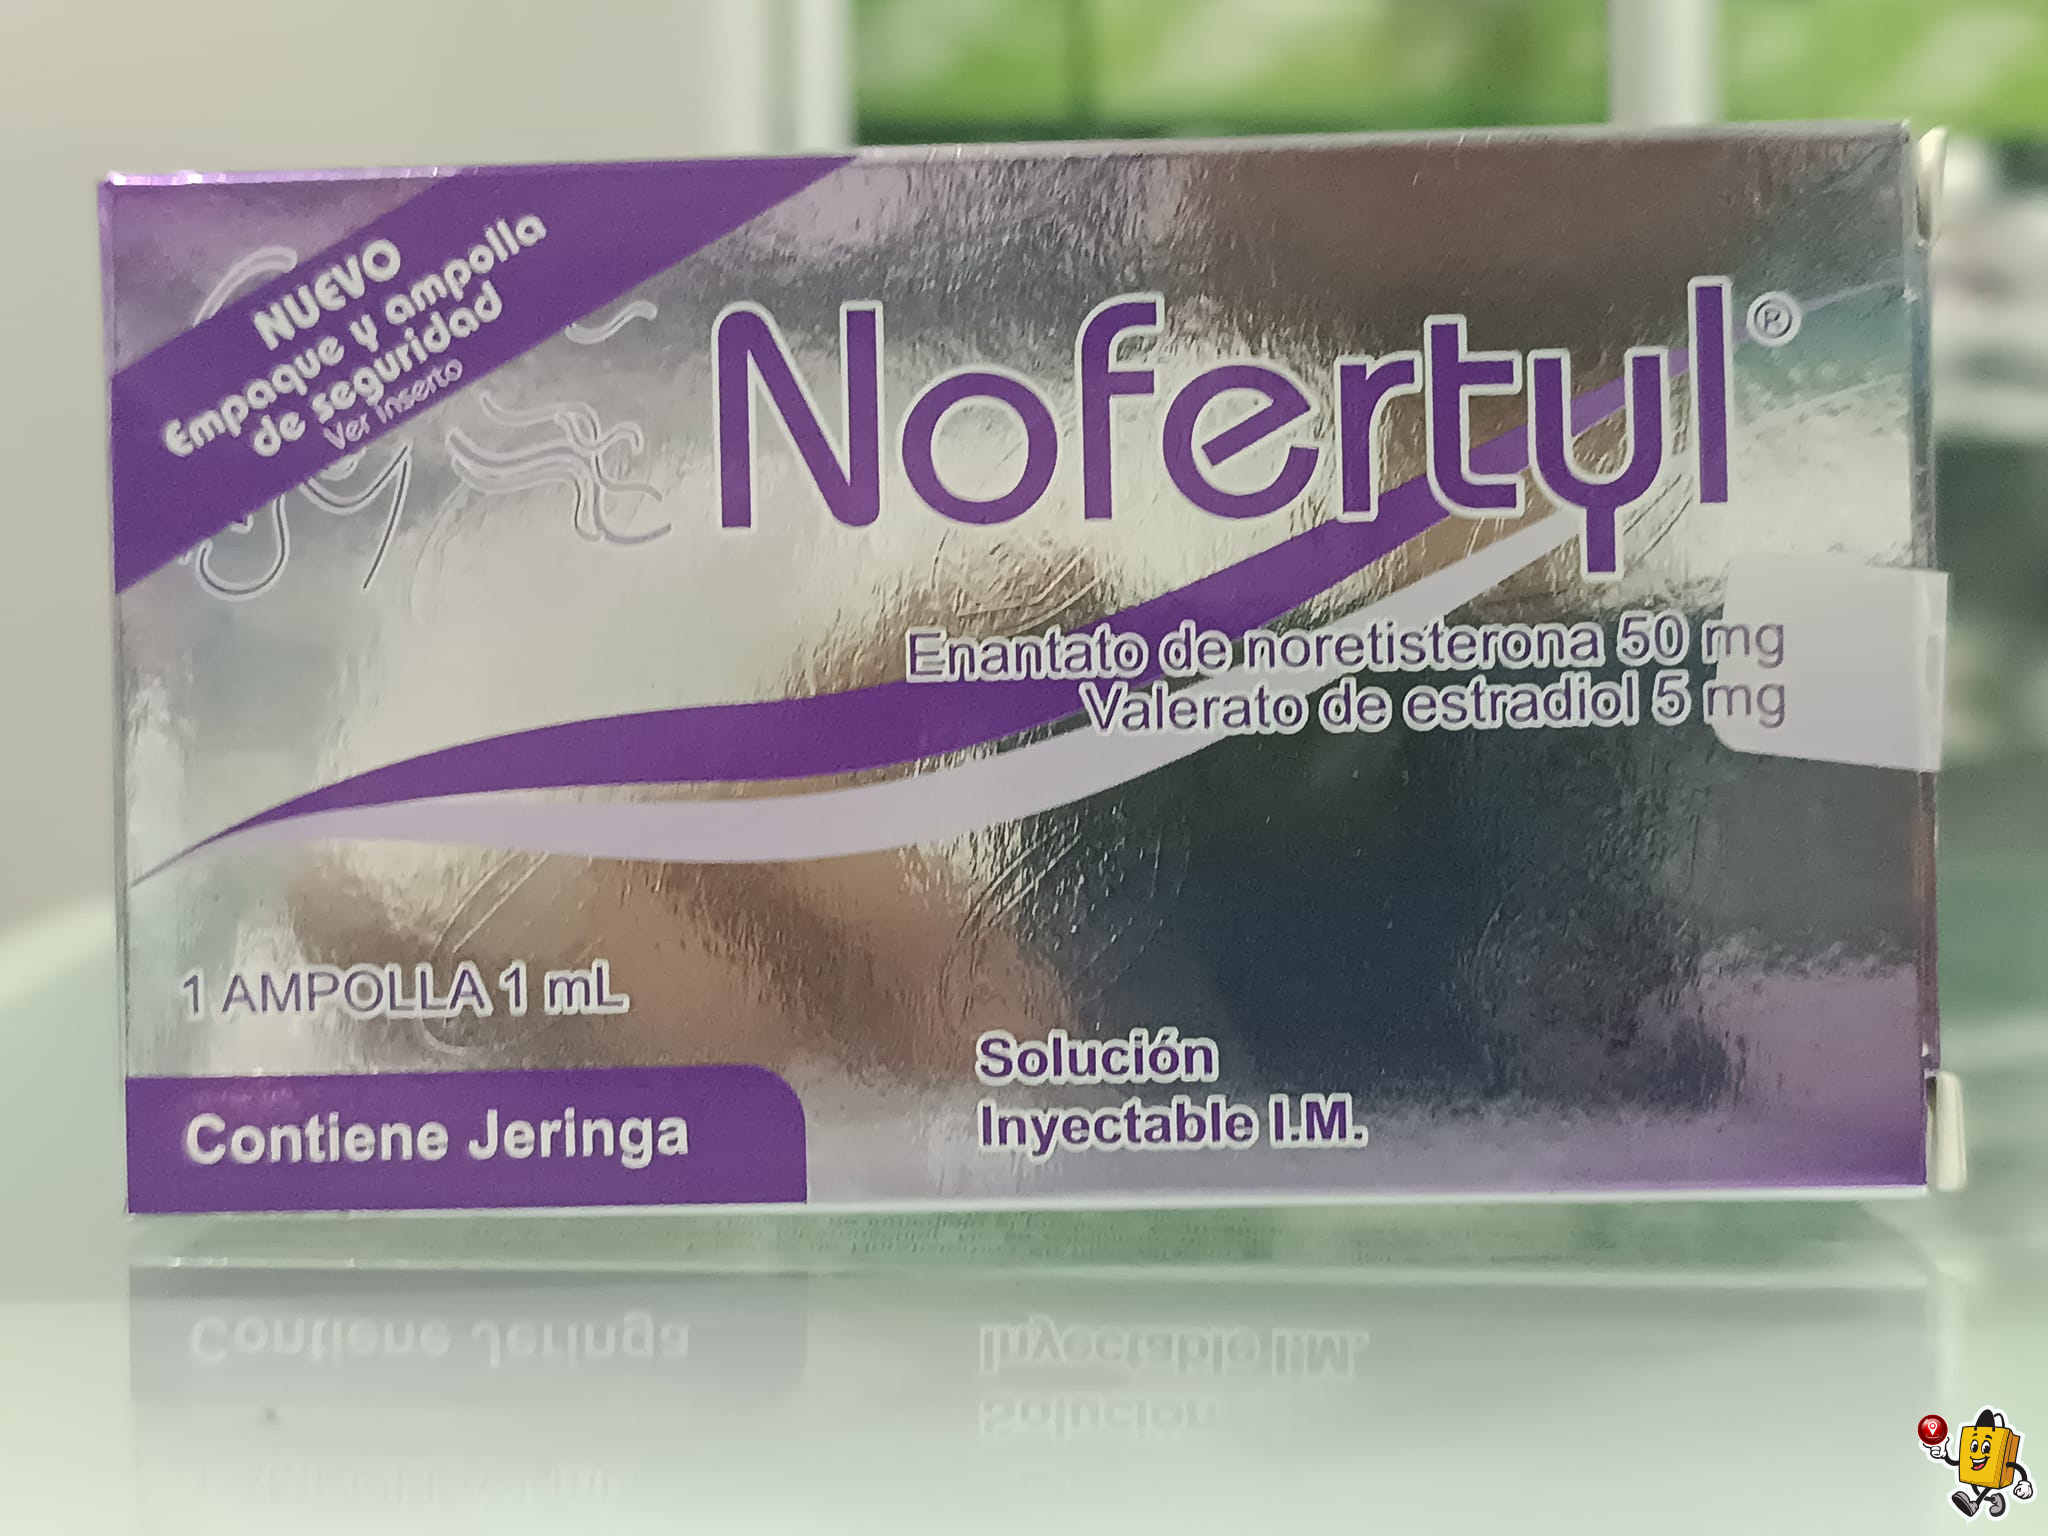 NUEVO
Empaque y ampolla
de seguridad
Ver Inserto
Nofertyl®
Enantato de noretisterona 50 mg
Valerato de estradiol 5 mg
1 AMPOLLA 1 mL
Contiene Jeringa
Solución
Inyectable I.M.